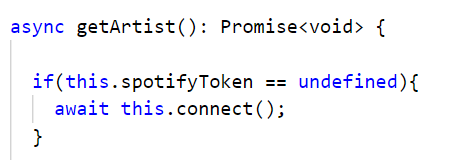 async getArtist(): Promise<void> {
if(this.spotifyToken == undefined){
await this.connect();
}